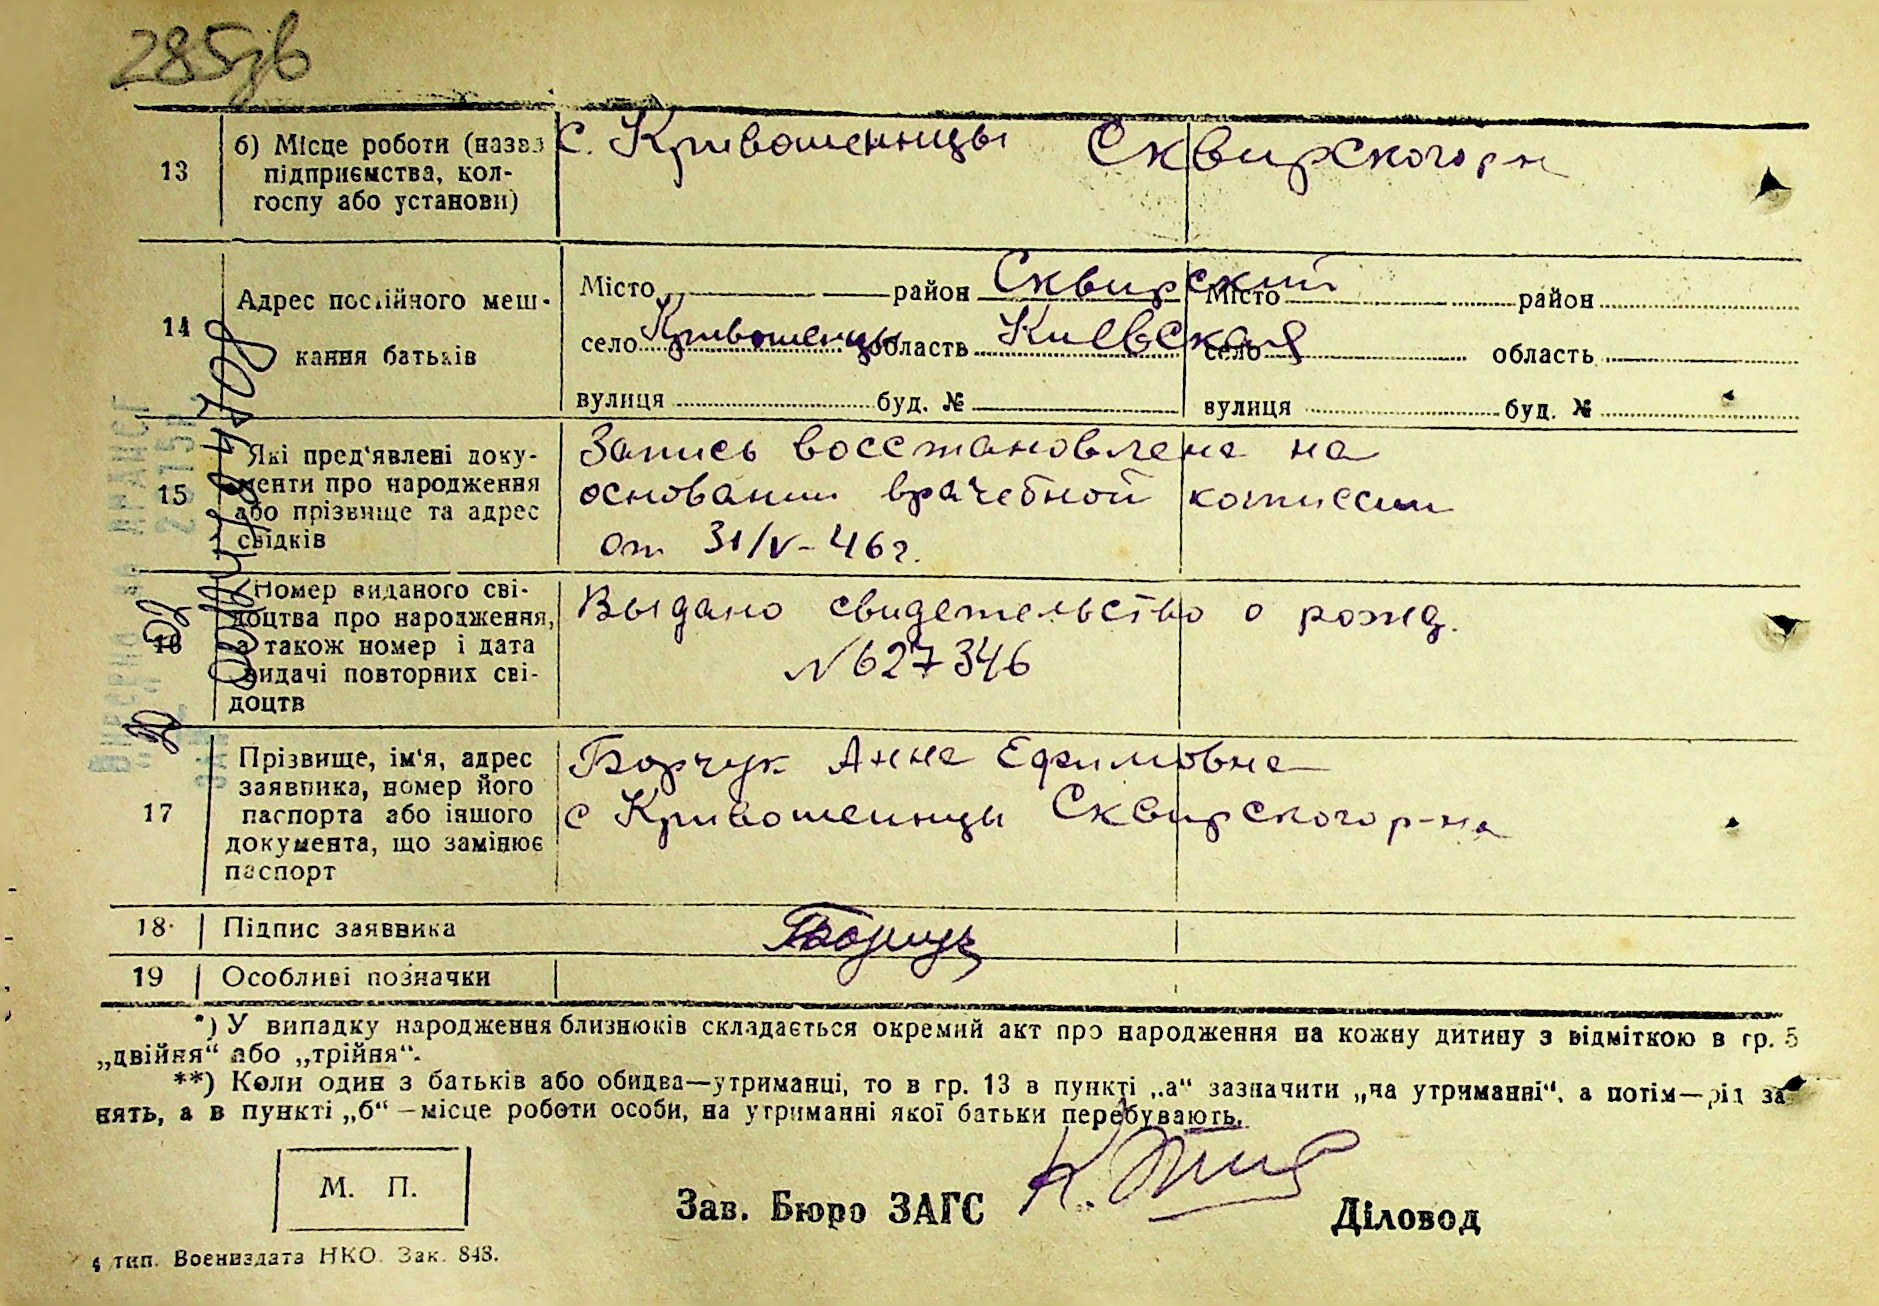 285зв
13
б) Місце роботи (назва
підприємства, кол-
госпу або установи)
с. Кривошеинцы Сквирского р-н
14
Адрес постійного меш-
кання батьків
Місто район Сквирский
село Кривошеинцы область Киевская
вулиця буд. №
Місто район
село область
вулиця буд. №
15
Які пред'явлені доку-
менти про народження
або прізвище та адрес
свідків
Запись восстановлена на
основании врачебной комиссии
от 31/V-46г.
16
Номер виданого сві-
доцтва про народження,
а також номер і дата
видачі повторних сві-
доцтв
Выдано свидетельство о рожд.
№627346
17
Прізвище, ім'я, адрес
заявника, номер його
паспорта або іншого
документа, що замінює
паспорт
Борчук Анна Ефимовна
с Кривошеинцы Сквирского р-на
18
Підпис заявника
19
Особливі позначки
*) У випадку народження близнюків складається окремий акт про народження на кожну дитину з відміткою в гр. 5
„двійня“ або „трійня“.
**) Коли один з батьків або обидва—утриманці, то в гр. 13 в пункті „а“ зазначити „на утриманні“, а потім—рід за
нять, а в пункті „б“ —місце роботи особи, на утриманні якої батьки перебувають.
М. П.
Зав. Бюро ЗАГС
Діловод
4 тип. Воениздата НКО. Зак. 848.